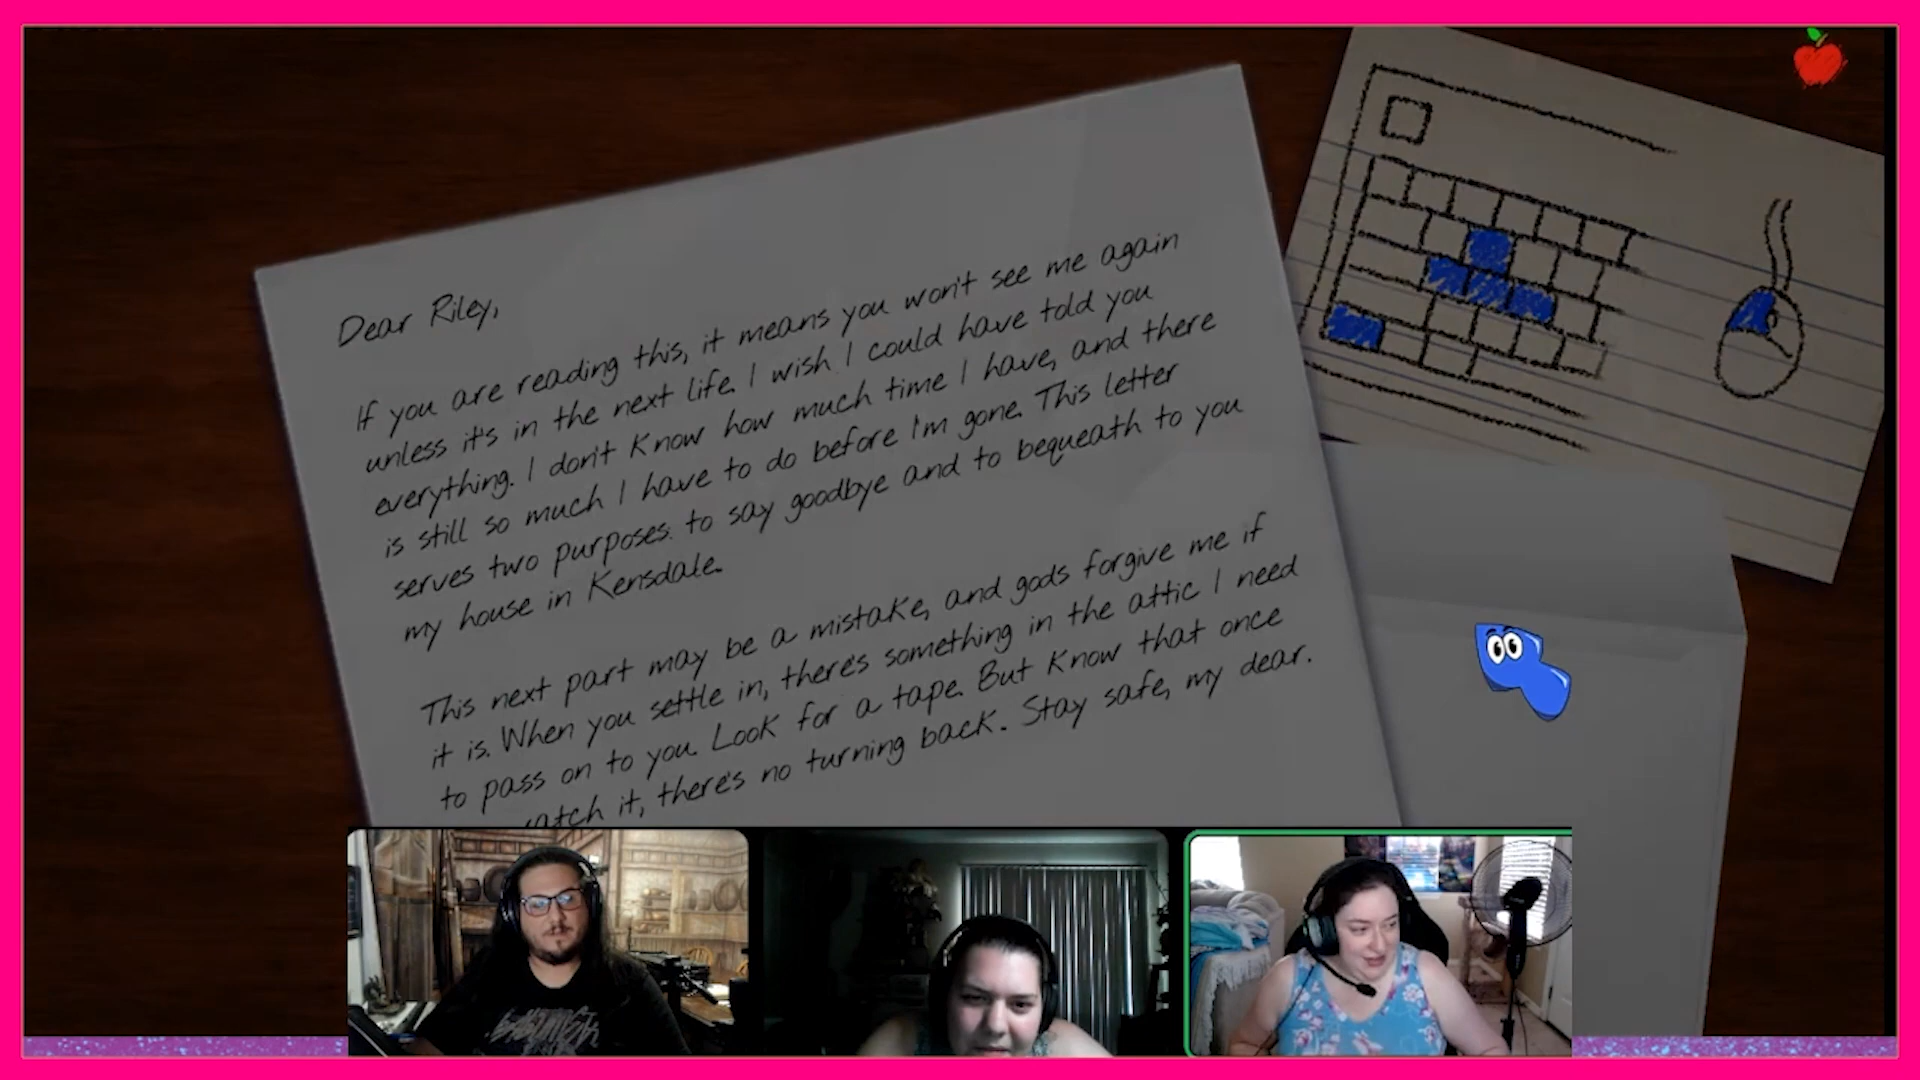 Dear Riley,
If you are reading this, it means you won't see me again
unless it's in the next life. I wish I could have told you
everything. I don't know how much time I have, and there
is still so much I have to do before I'm gone. This letter
serves two purposes: to say goodbye and to bequeath to you
my house in Kensdale.
This next part may be a mistake, and gods forgive me if
it is. When you settle in, there's something in the attic I need
to pass on to you. Look for a tape. But know that once
it, there's no turning back. Stay safe, my dear.